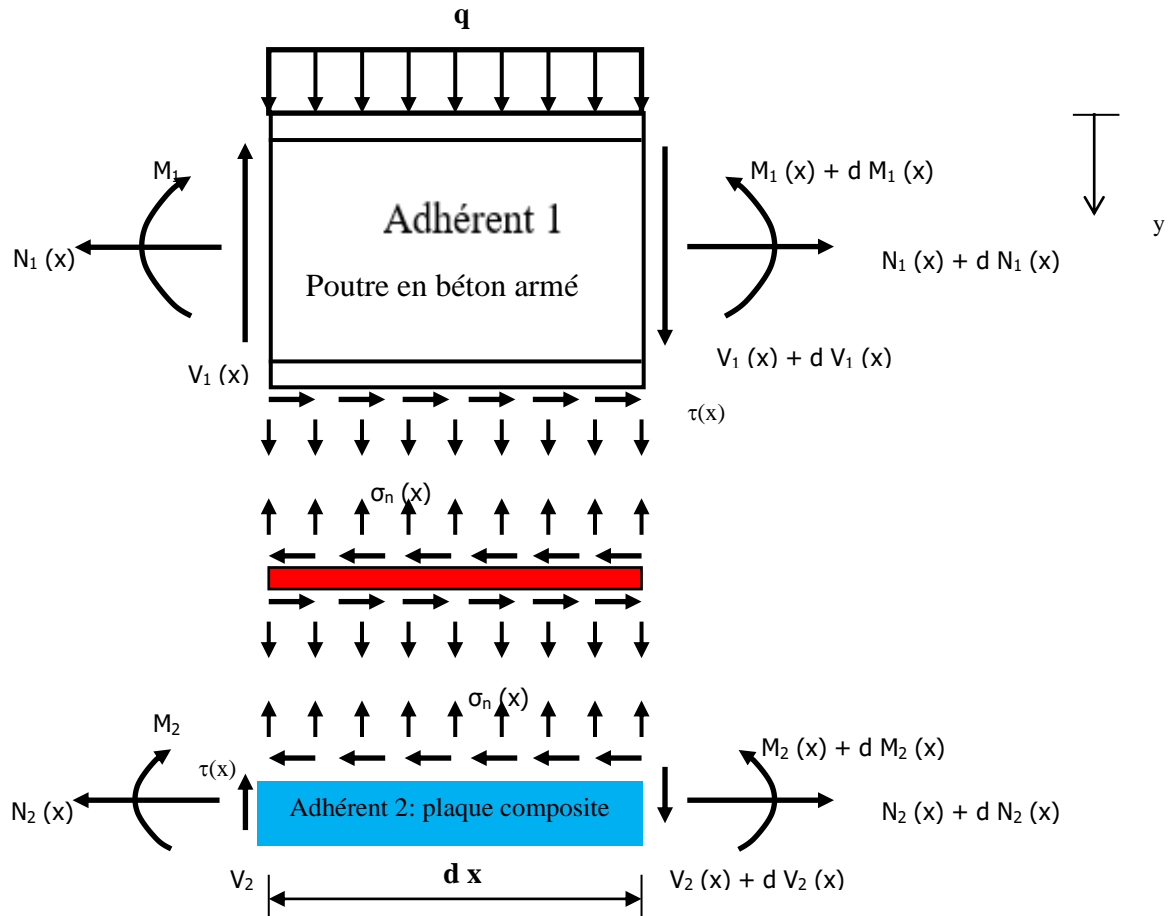 q
M₁
M₁ (x) + d M₁ (x)
Adhérent 1
y
N₁ (x)
N₁ (x) + d N₁ (x)
Poutre en béton armé
V₁ (x)
V₁ (x) + d V₁ (x)
τ(x)
σₙ (x)
σₙ (x)
M₂
M₂ (x) + d M₂ (x)
τ(x)
N₂ (x)
Adhérent 2: plaque composite
N₂ (x) + d N₂ (x)
V₂
d x
V₂ (x) + d V₂ (x)